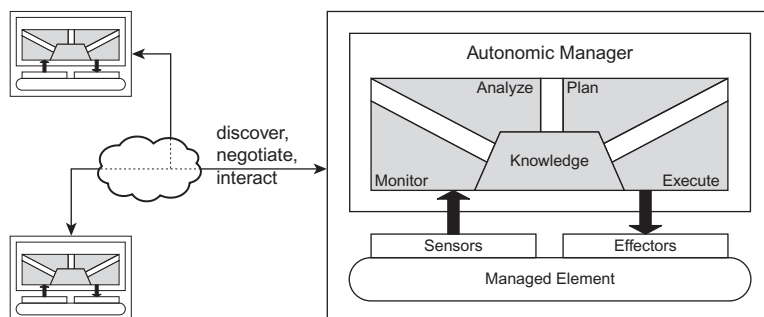 Autonomic Manager
Analyze
Plan
discover,
negotiate,
interact
Knowledge
Monitor
Execute
Sensors
Effectors
Managed Element